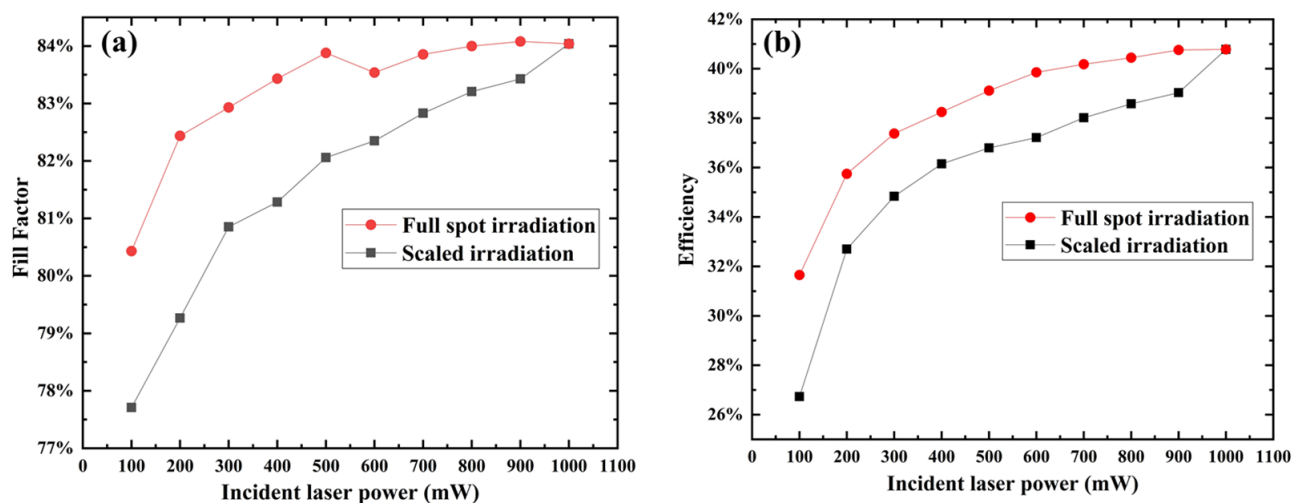 (a)
Fill Factor
84%
83%
82%
81%
80%
79%
78%
77%
Full spot irradiation
Scaled irradiation
0 100 200 300 400 500 600 700 800 900 1000 1100
Incident laser power (mW)
(b)
Efficiency
42%
40%
38%
36%
34%
32%
30%
28%
26%
Full spot irradiation
Scaled irradiation
0 100 200 300 400 500 600 700 800 900 1000 1100
Incident laser power (mW)